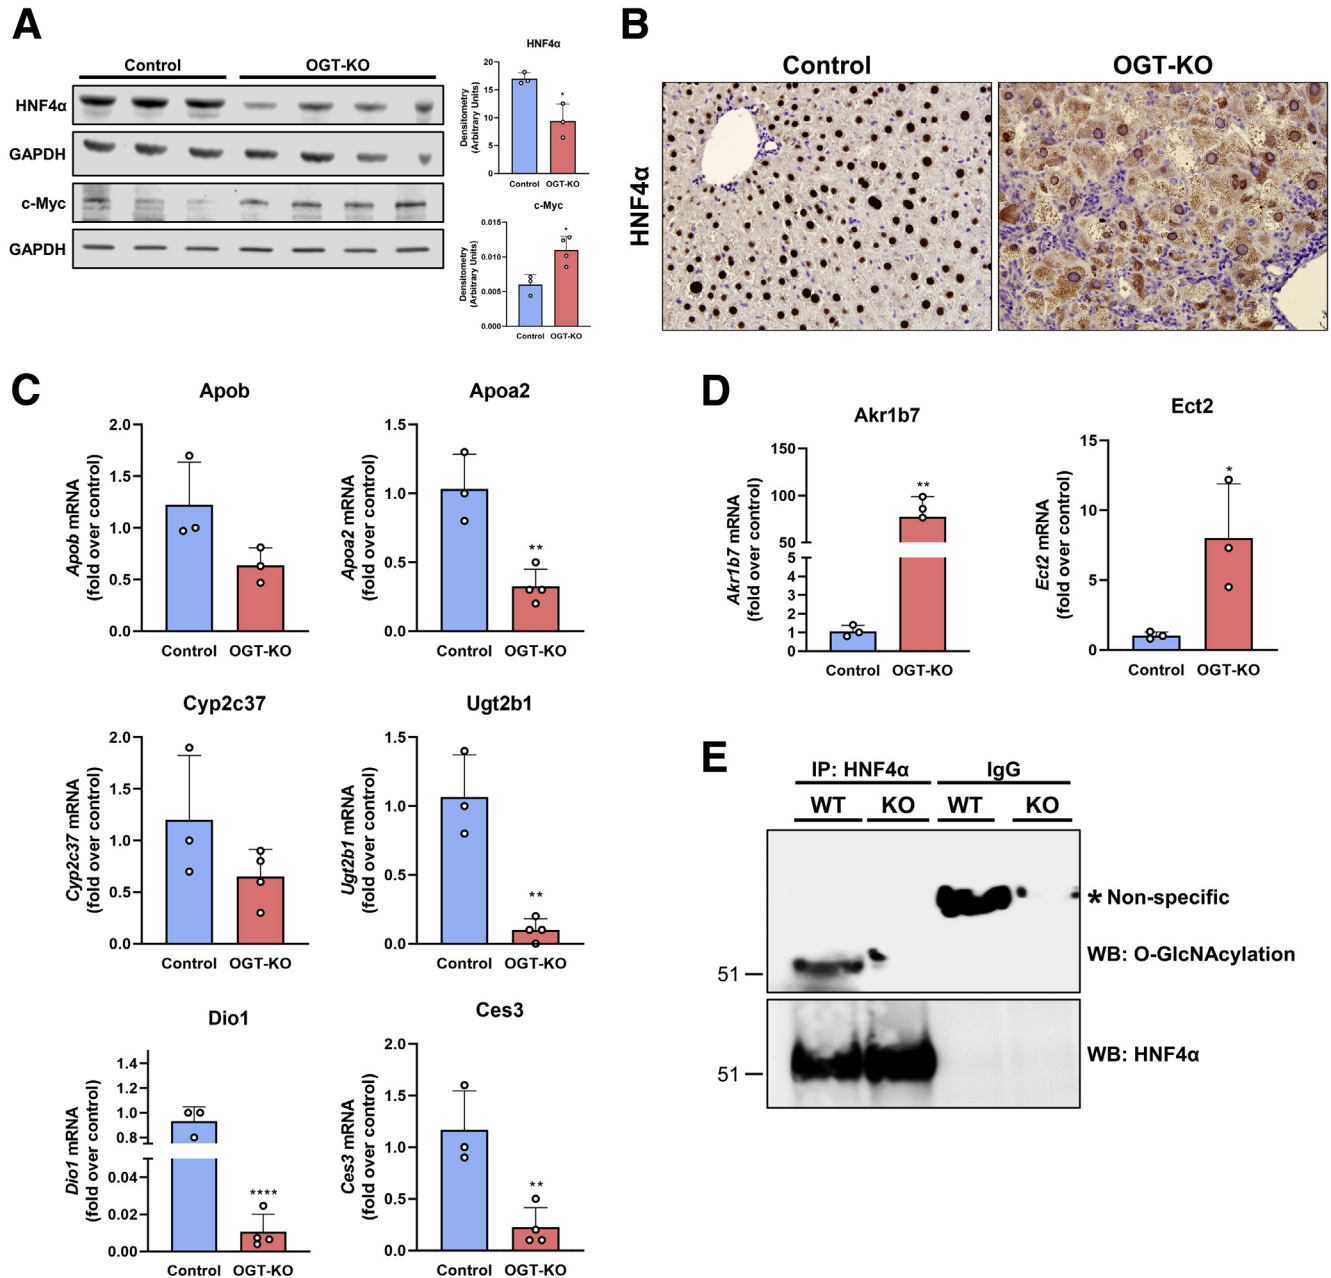 A
Control
OGT-KO
HNF4α
GAPDH
c-Myc
GAPDH
HNF4α
Densitometry
(Arbitrary Units)
20
15
10
5
0
*
Control
OGT-KO
c-Myc
Densitometry
(Arbitrary Units)
0.015
0.010
0.005
0.000
*
Control
OGT-KO
B
Control
OGT-KO
HNF4α
C
Apob
Apob mRNA
(fold over control)
2.0
1.5
1.0
0.5
0.0
Control
OGT-KO
Apoa2
Apoa2 mRNA
(fold over control)
1.5
1.0
0.5
0.0
**
Control
OGT-KO
Cyp2c37
Cyp2c37 mRNA
(fold over control)
2.0
1.5
1.0
0.5
0.0
Control
OGT-KO
Ugt2b1
Ugt2b1 mRNA
(fold over control)
1.5
1.0
0.5
0.0
**
Control
OGT-KO
Dio1
Dio1 mRNA
(fold over control)
1.4
1.2
1.0
0.8
0.04
0.02
0.00
****
Control
OGT-KO
Ces3
Ces3 mRNA
(fold over control)
2.0
1.5
1.0
0.5
0.0
**
Control
OGT-KO
D
Akr1b7
Akr1b7 mRNA
(fold over control)
150
100
50
5
4
3
2
1
0
**
Control
OGT-KO
Ect2
Ect2 mRNA
(fold over control)
15
10
5
0
*
Control
OGT-KO
E
IP: HNF4α
IgG
WT
KO
WT
KO
* Non-specific
WB: O-GlcNAcylation
51
WB: HNF4α
51